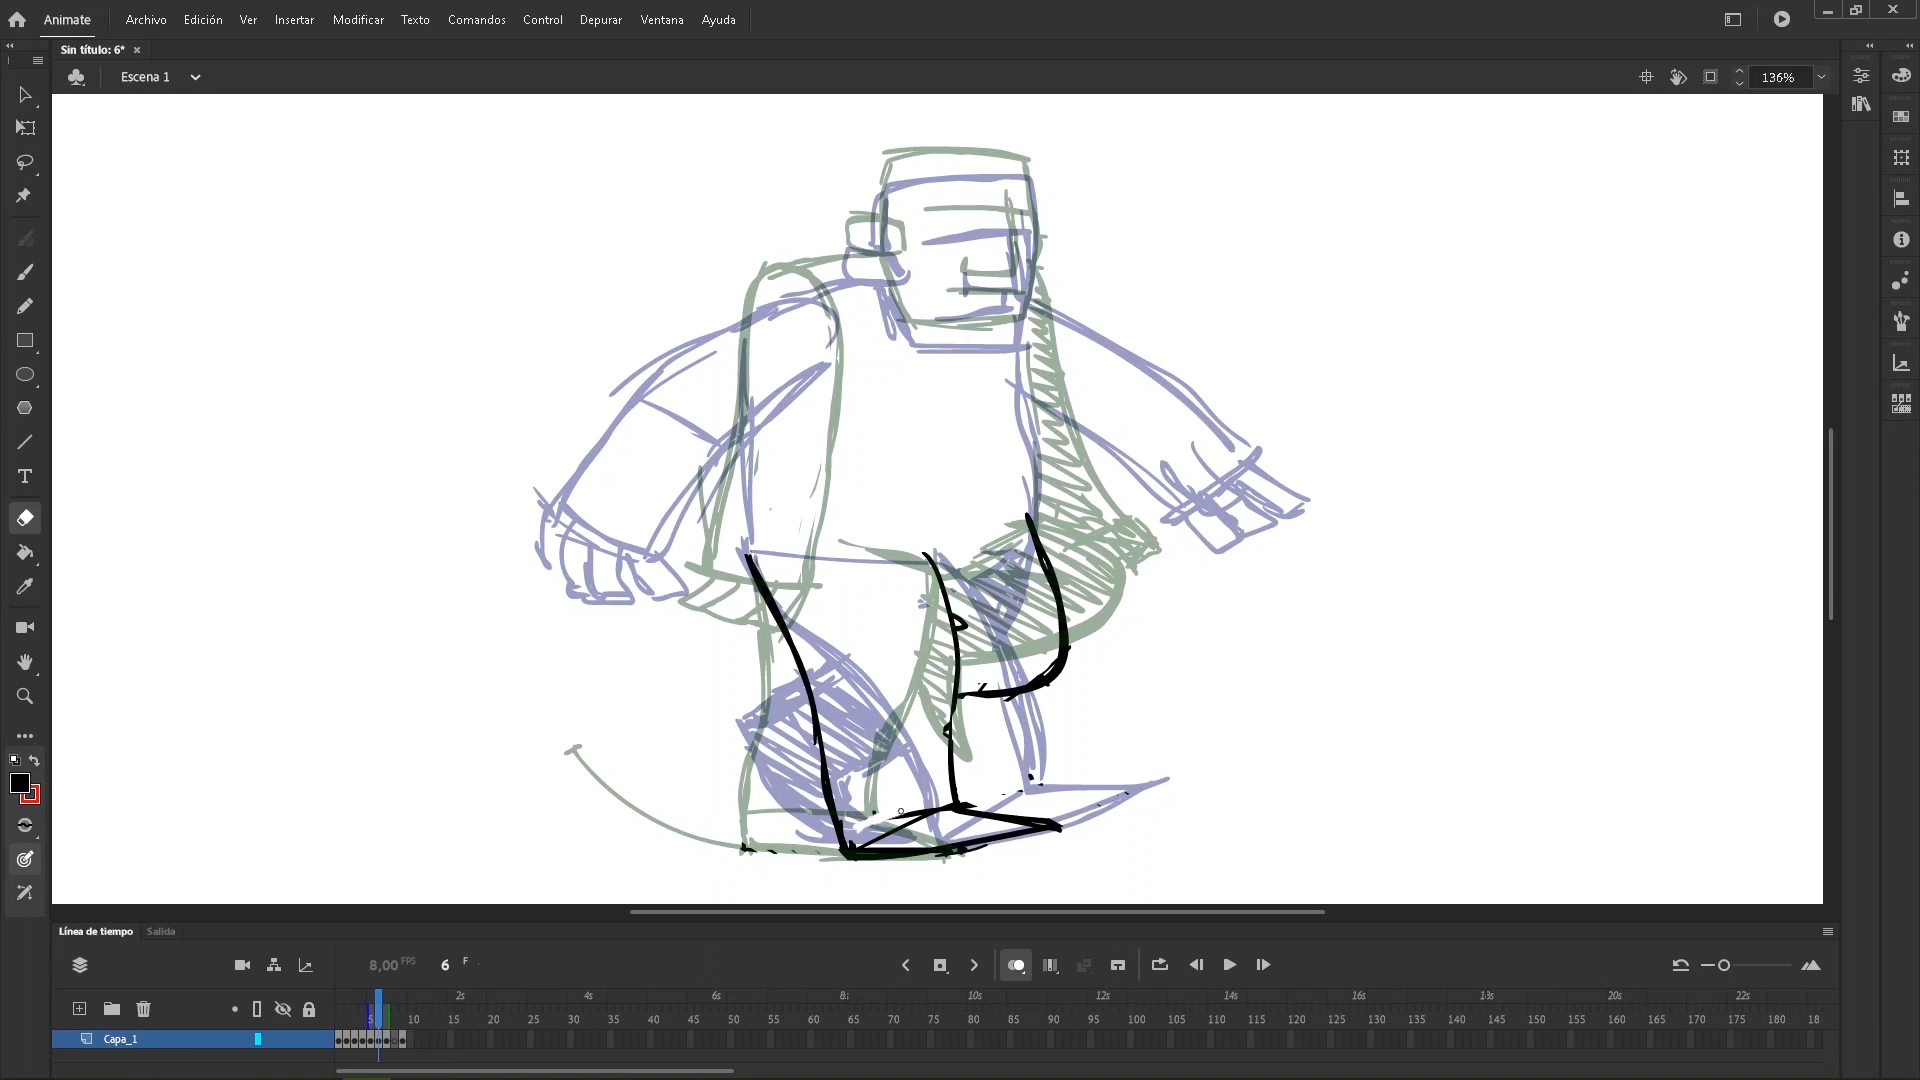 Animate Archivo Edición Ver Insertar Modificar Texto Comandos Control Depurar Ventana Ayuda
Sin título: 6*
Escena 1
136%
Línea de tiempo Salida
8,00 FPS 6 F
2s 4s 6s 8s 10s 12s 14s 16s 18s 20s 22s
5 10 15 20 25 30 35 40 45 50 55 60 65 70 75 80 85 90 95 100 105 110 115 120 125 130 135 140 145 150 155 160 165 170 175 180 18
Capa_1